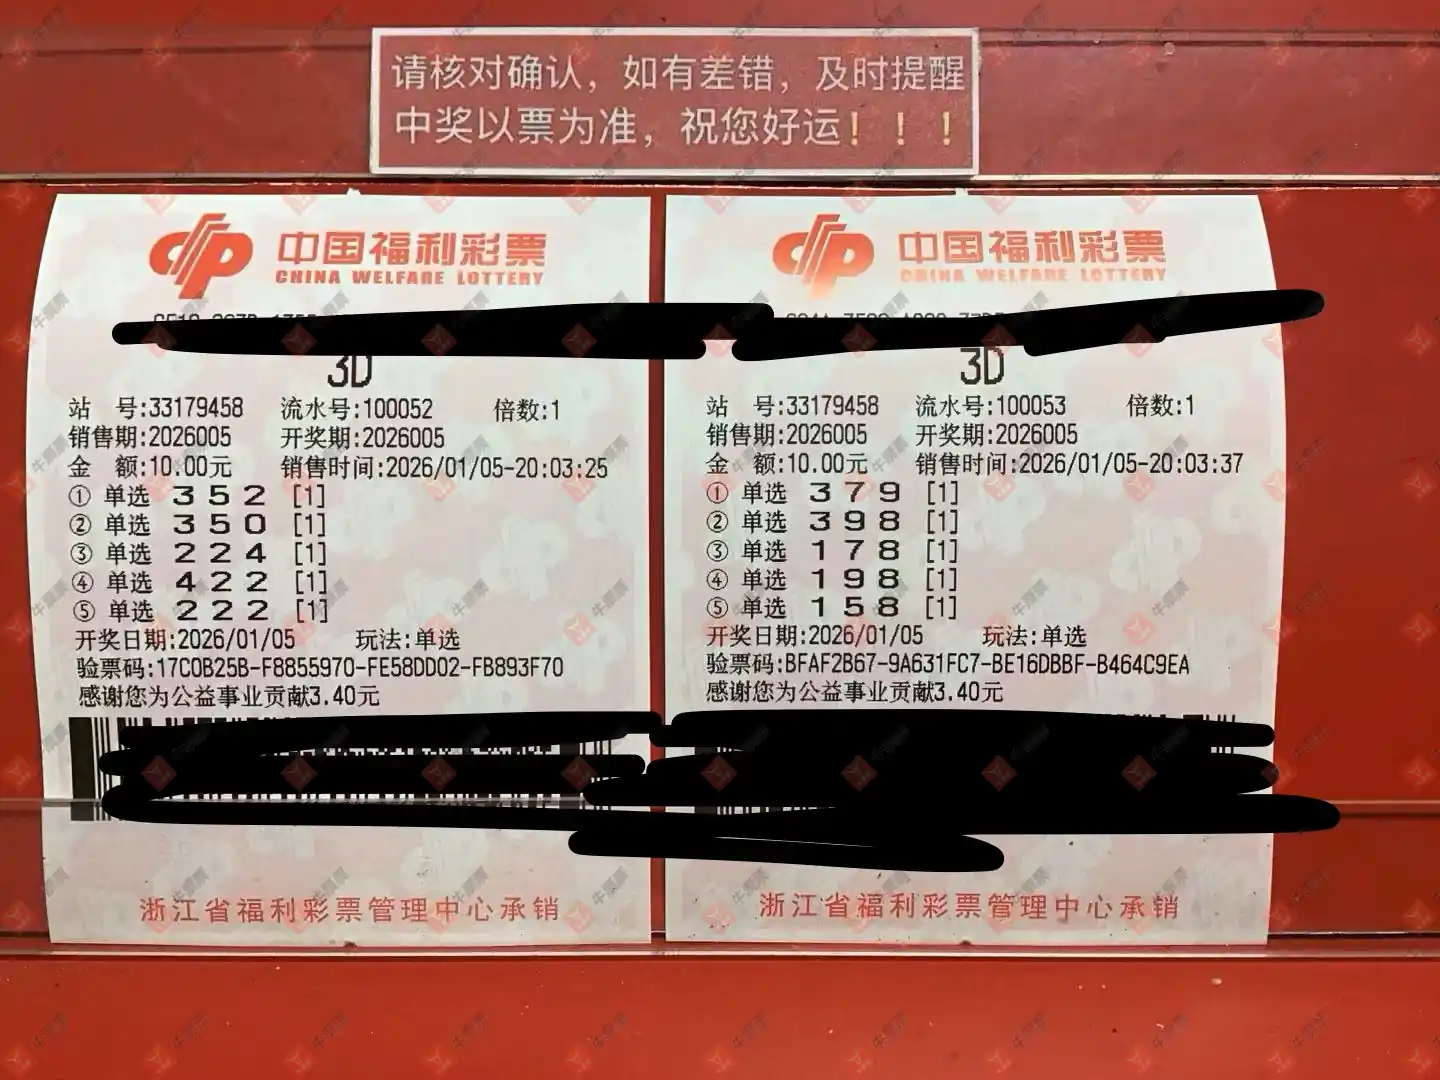 请核对确认，如有差错，及时提醒
中奖以票为准，祝您好运！！！
中国福利彩票
CHINA WELFARE LOTTERY
3D
站 号:33179458 流水号:100052 倍数:1
销售期:2026005 开奖期:2026005
金 额:10.00元 销售时间:2026/01/05-20:03:25
① 单选 3 5 2 [1]
② 单选 3 5 0 [1]
③ 单选 2 2 4 [1]
④ 单选 4 2 2 [1]
⑤ 单选 2 2 2 [1]
开奖日期:2026/01/05 玩法:单选
验票码:17C0B25B-F8855970-FE58DD02-FB893F70
感谢您为公益事业贡献3.40元
浙江省福利彩票管理中心承销
中国福利彩票
CHINA WELFARE LOTTERY
3D
站 号:33179458 流水号:100053 倍数:1
销售期:2026005 开奖期:2026005
金 额:10.00元 销售时间:2026/01/05-20:03:37
① 单选 3 7 9 [1]
② 单选 3 9 8 [1]
③ 单选 1 7 8 [1]
④ 单选 1 9 8 [1]
⑤ 单选 1 5 8 [1]
开奖日期:2026/01/05 玩法:单选
验票码:BFAF2B67-9A631FC7-BE16DBBF-B464C9EA
感谢您为公益事业贡献3.40元
浙江省福利彩票管理中心承销